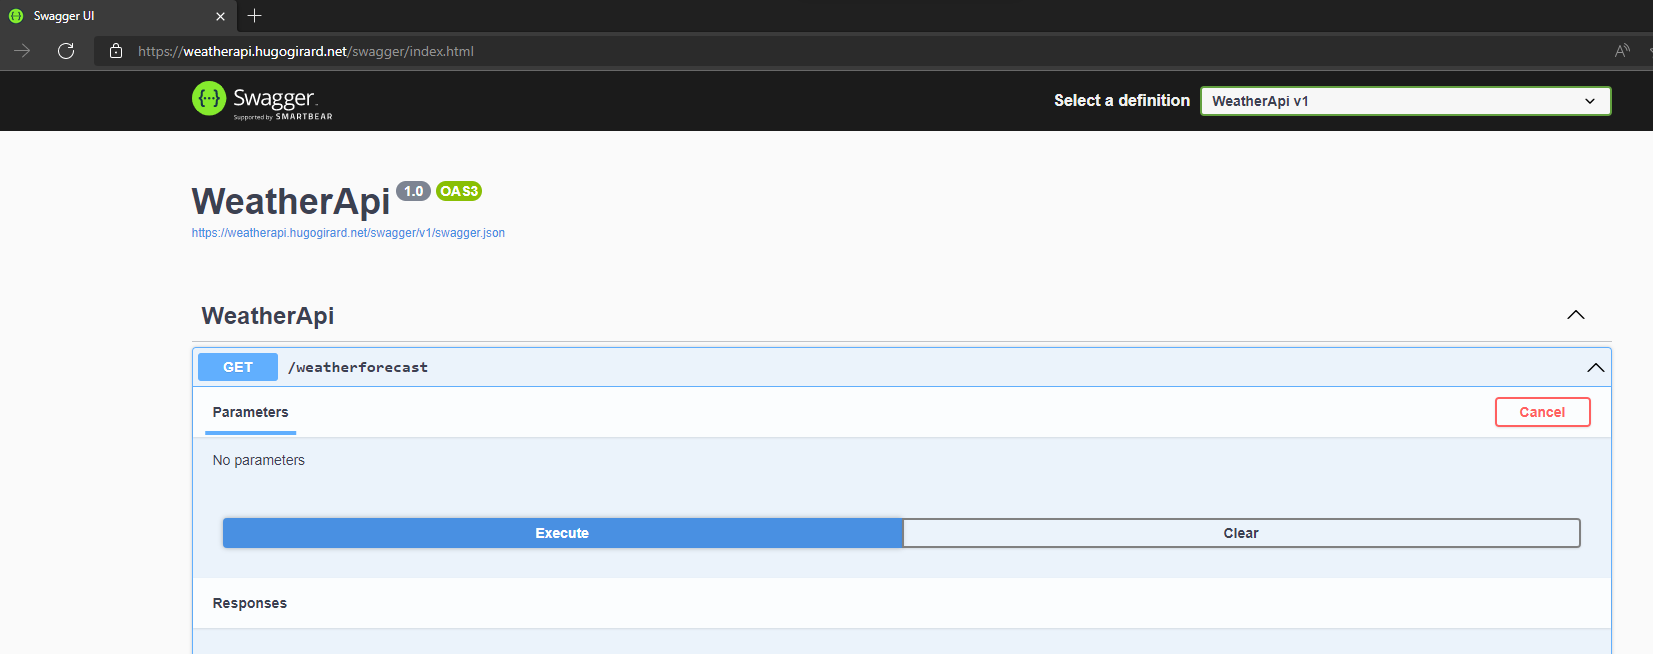 Swagger UI
https://weatherapi.hugogirard.net/swagger/index.html
Swagger.
Supported by SMARTBEAR
Select a definition
WeatherApi v1
WeatherApi 1.0 OAS3
https://weatherapi.hugogirard.net/swagger/v1/swagger.json
WeatherApi
GET /weatherforecast
Parameters
Cancel
No parameters
Execute
Clear
Responses